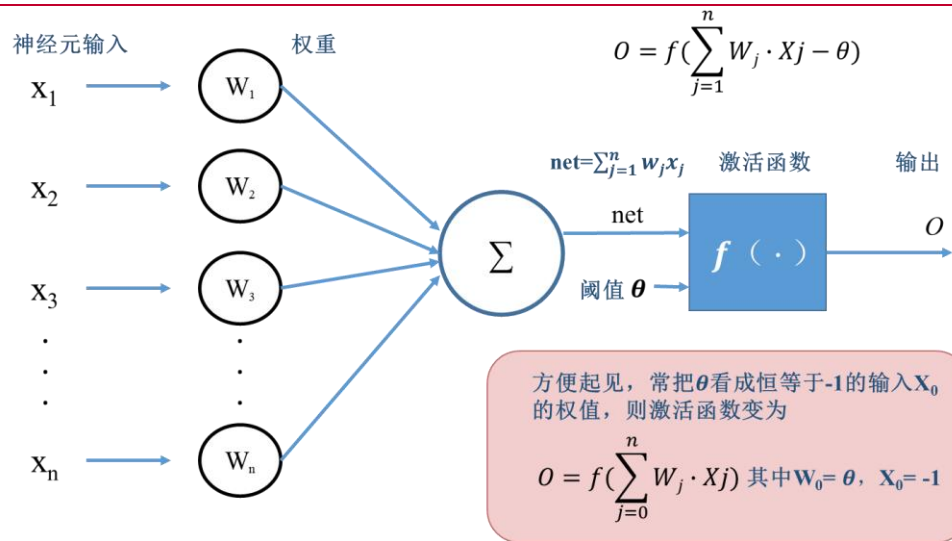 神经元输入
权重
O = f(∑_{j=1}^{n} W_j · Xj − θ)
x₁
W₁
x₂
W₂
x₃
W₃
. .
. .
. .
xₙ
Wₙ
∑
net=∑_{j=1}^{n} w_j x_j
激活函数
输出
net
f（·）
O
阈值 θ
方便起见，常把θ看成恒等于-1的输入X₀
的权值，则激活函数变为
O = f(∑_{j=0}^{n} W_j · Xj) 其中W₀= θ，X₀= -1